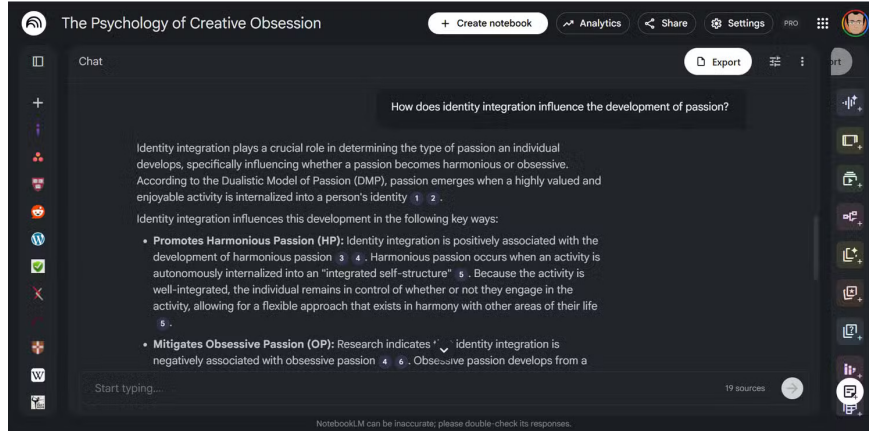 The Psychology of Creative Obsession
+ Create notebook
Analytics
Share
Settings
PRO
Chat
Export
How does identity integration influence the development of passion?
Identity integration plays a crucial role in determining the type of passion an individual
develops, specifically influencing whether a passion becomes harmonious or obsessive.
According to the Dualistic Model of Passion (DMP), passion emerges when a highly valued and
enjoyable activity is internalized into a person's identity 1 2 .
Identity integration influences this development in the following key ways:
• Promotes Harmonious Passion (HP): Identity integration is positively associated with the
development of harmonious passion 3 4 . Harmonious passion occurs when an activity is
autonomously internalized into an "integrated self-structure" 5 . Because the activity is
well-integrated, the individual remains in control of whether or not they engage in the
activity, allowing for a flexible approach that exists in harmony with other areas of their life
5 .
• Mitigates Obsessive Passion (OP): Research indicates identity integration is
negatively associated with obsessive passion 4 6 . Obsessive passion develops from a
Start typing...
19 sources
NotebookLM can be inaccurate; please double-check its responses.
W